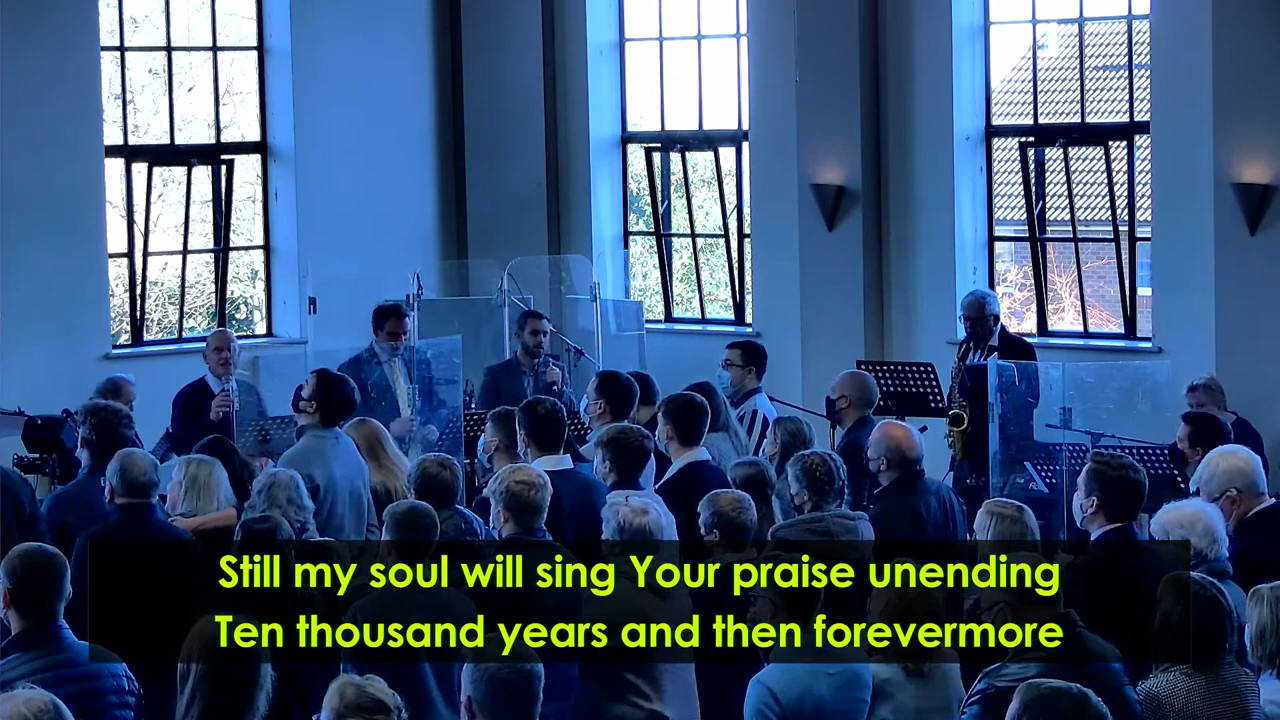 Still my soul will sing Your praise unending
Ten thousand years and then forevermore